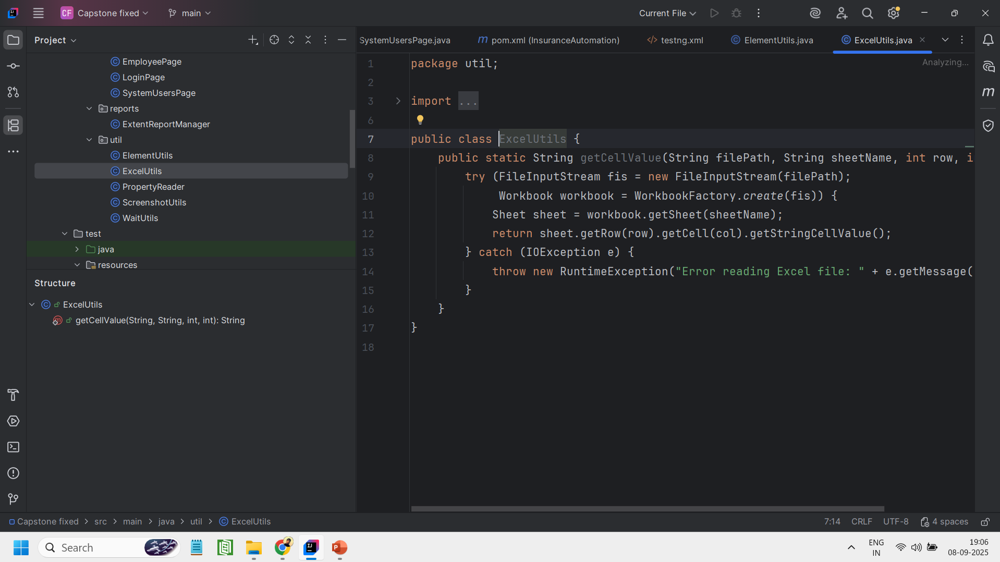 CF Capstone fixed main Current File
Project
SystemUsersPage.java
m pom.xml (InsuranceAutomation)
</> testng.xml
ElementUtils.java
ExcelUtils.java
EmployeePage
LoginPage
SystemUsersPage
reports
ExtentReportManager
util
ElementUtils
ExcelUtils
PropertyReader
ScreenshotUtils
WaitUtils
test
java
resources
Structure
ExcelUtils
getCellValue(String, String, int, int): String
Analyzing...
1 package util;
2
3 import ...
6
7 public class ExcelUtils {
8 public static String getCellValue(String filePath, String sheetName, int row, i
9 try (FileInputStream fis = new FileInputStream(filePath);
10 Workbook workbook = WorkbookFactory.create(fis)) {
11 Sheet sheet = workbook.getSheet(sheetName);
12 return sheet.getRow(row).getCell(col).getStringCellValue();
13 } catch (IOException e) {
14 throw new RuntimeException("Error reading Excel file: " + e.getMessage(
15 }
16 }
17 }
18
Capstone fixed > src > main > java > util > ExcelUtils
7:14 CRLF UTF-8 4 spaces
Search
ENG
IN
19:06
08-09-2025